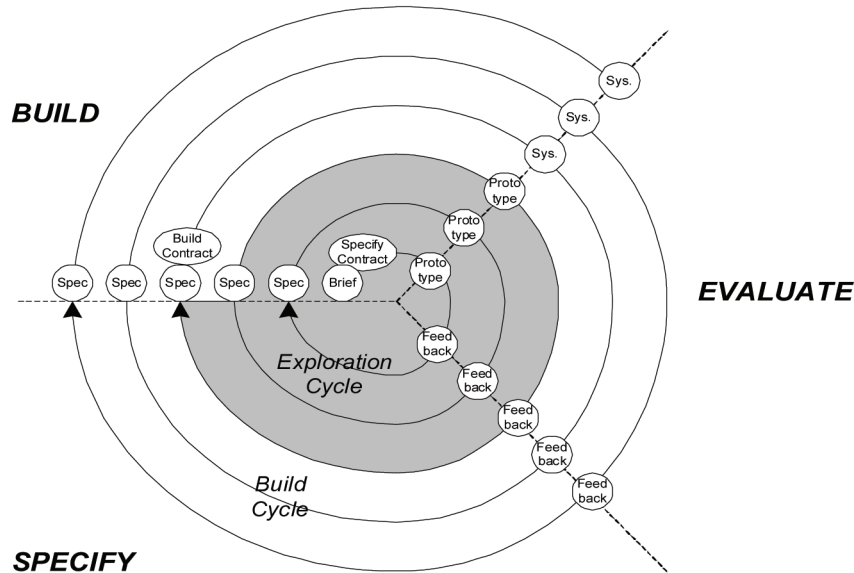 Sys.
BUILD
Sys.
Sys.
Proto
type
Proto
type
Build
Contract
Specify
Contract
Proto
type
Spec
Spec
Spec
Spec
Spec
Brief
EVALUATE
Feed
back
Exploration
Cycle
Feed
back
Feed
back
Feed
back
Build
Cycle
Feed
back
SPECIFY